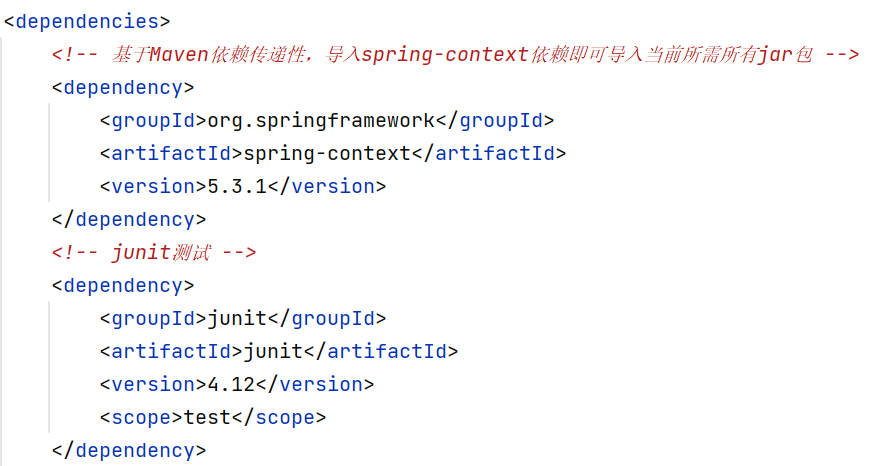 <dependencies>
<!-- 基于Maven依赖传递性，导入spring-context依赖即可导入当前所需所有jar包 -->
<dependency>
<groupId>org.springframework</groupId>
<artifactId>spring-context</artifactId>
<version>5.3.1</version>
</dependency>
<!-- junit测试 -->
<dependency>
<groupId>junit</groupId>
<artifactId>junit</artifactId>
<version>4.12</version>
<scope>test</scope>
</dependency>